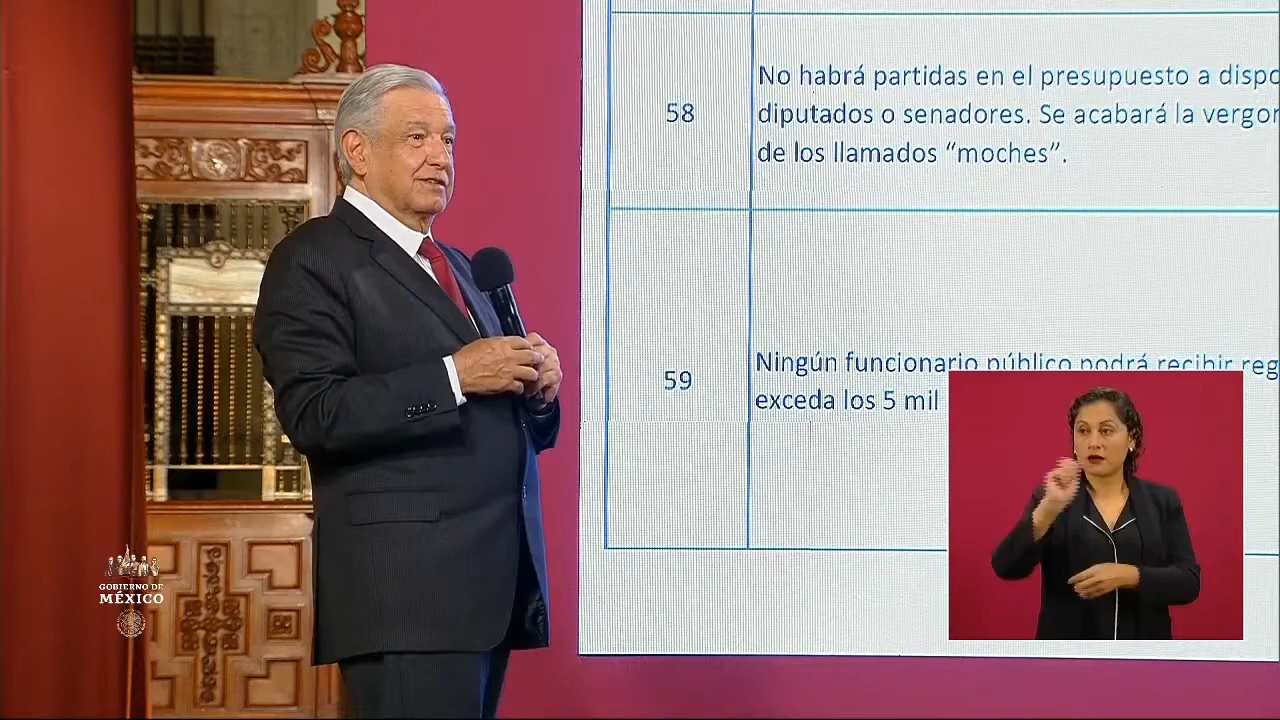 58
No habrá partidas en el presupuesto a dispo
diputados o senadores. Se acabará la vergor
de los llamados “moches”.
59
Ningún funcionario público podrá recibir reg
exceda los 5 mil
GOBIERNO DE
MÉXICO